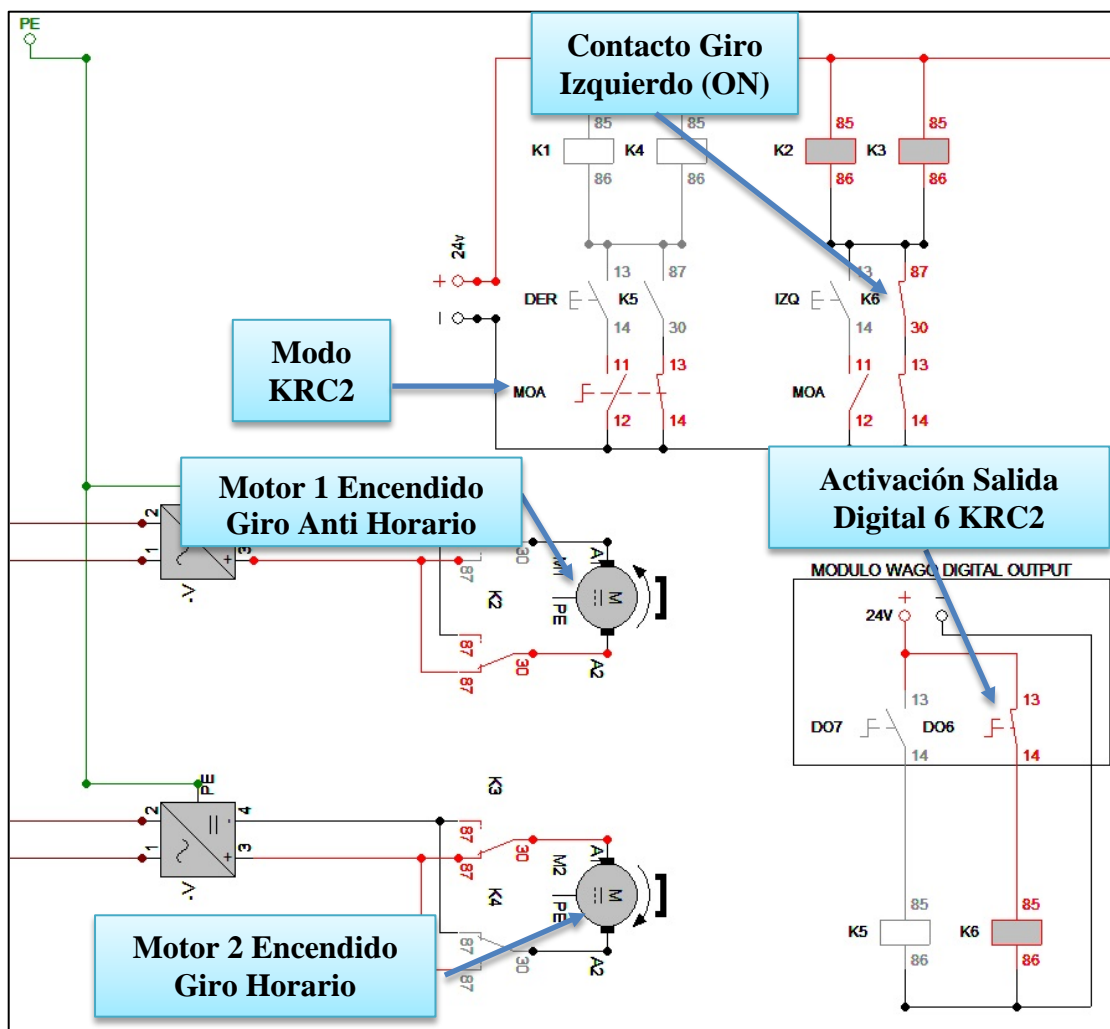 PE
Contacto Giro
Izquierdo (ON)
85 85 85 85
K1 K4 K2 K3
86 86 86 86
24v
+
−
13 87 13 87
DER K5 IZQ K6
14 30 14 30
Modo
KRC2
11 13 11 13
MOA MOA
12 14 12 14
Motor 1 Encendido
Giro Anti Horario
Activación Salida
Digital 6 KRC2
2
1 + 3
-V
87 30 A1
M1
M
PE
K2
87
87 30 A2
MODULO WAGO DIGITAL OUTPUT
+ −
24V
13 13
DO7 DO6
14 14
PE
2 4
-
1 + 3
-V
K3
87
87 30 A1
M2
M
PE
K4
87
87 30 A2
Motor 2 Encendido
Giro Horario
85 85
K5 K6
86 86